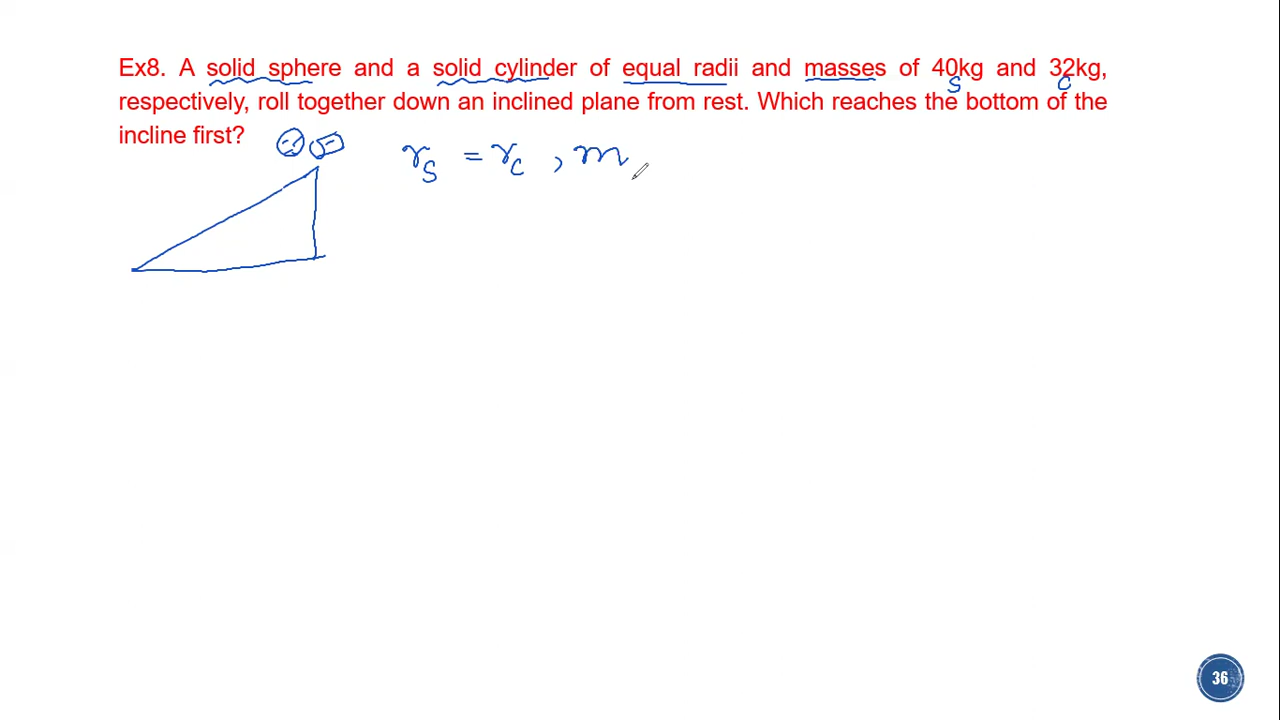 Ex8. A solid sphere and a solid cylinder of equal radii and masses of 40kg and 32kg,
S C
respectively, roll together down an inclined plane from rest. Which reaches the bottom of the
incline first?
r_S = r_C , m
36